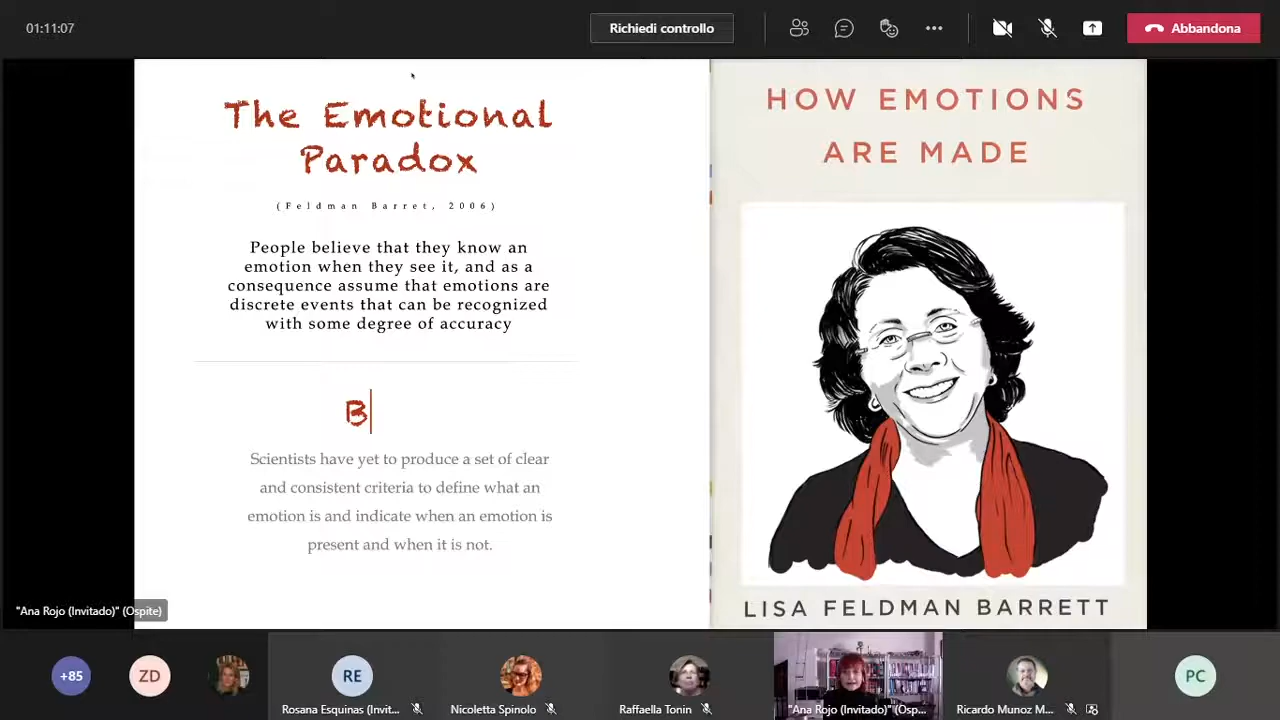 01:11:07
Richiedi controllo
Abbandona
The Emotional
Paradox
(Feldman Barret, 2006)
People believe that they know an
emotion when they see it, and as a
consequence assume that emotions are
discrete events that can be recognized
with some degree of accuracy
B
Scientists have yet to produce a set of clear
and consistent criteria to define what an
emotion is and indicate when an emotion is
present and when it is not.
HOW EMOTIONS
ARE MADE
LISA FELDMAN BARRETT
"Ana Rojo (Invitado)" (Ospite)
+85
ZD
RE
Rosana Esquinas (Invit...
Nicoletta Spinolo
Raffaella Tonin
"Ana Rojo (Invitado)" (Osp...
Ricardo Munoz M...
PC